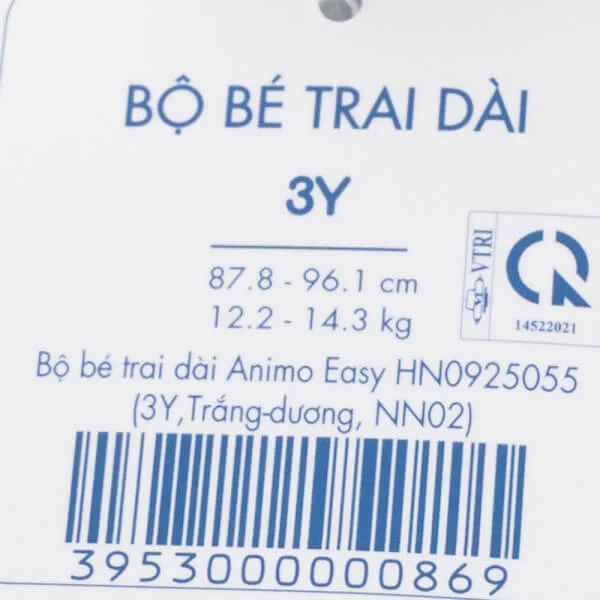 BỘ BÉ TRAI DÀI
3Y
87.8 - 96.1 cm
12.2 - 14.3 kg
VTRI
14522021
Bộ bé trai dài Animo Easy HN0925055
(3Y,Trắng-dương, NN02)
3953000000869